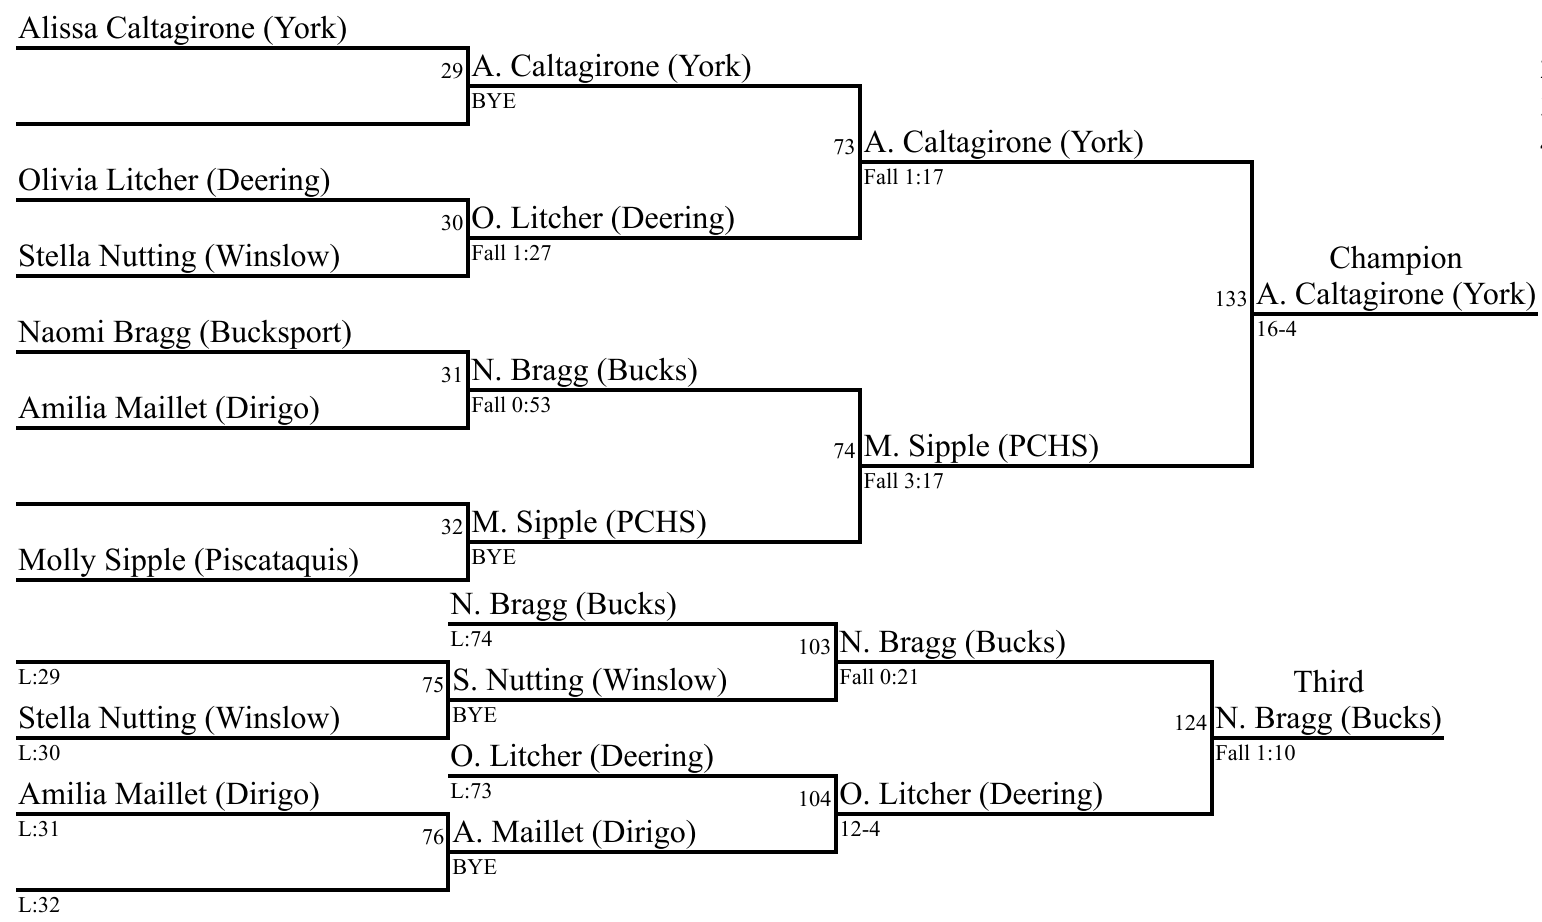 Alissa Caltagirone (York)
29
A. Caltagirone (York)
BYE
73
A. Caltagirone (York)
Fall 1:17
Olivia Litcher (Deering)
30
O. Litcher (Deering)
Fall 1:27
Stella Nutting (Winslow)
Champion
133
A. Caltagirone (York)
16-4
Naomi Bragg (Bucksport)
31
N. Bragg (Bucks)
Fall 0:53
Amilia Maillet (Dirigo)
74
M. Sipple (PCHS)
Fall 3:17
32
M. Sipple (PCHS)
BYE
Molly Sipple (Piscataquis)
N. Bragg (Bucks)
L:74
103
N. Bragg (Bucks)
Fall 0:21
L:29
75
S. Nutting (Winslow)
BYE
Stella Nutting (Winslow)
L:30
Third
124
N. Bragg (Bucks)
Fall 1:10
O. Litcher (Deering)
L:73
104
O. Litcher (Deering)
12-4
Amilia Maillet (Dirigo)
L:31
76
A. Maillet (Dirigo)
BYE
L:32